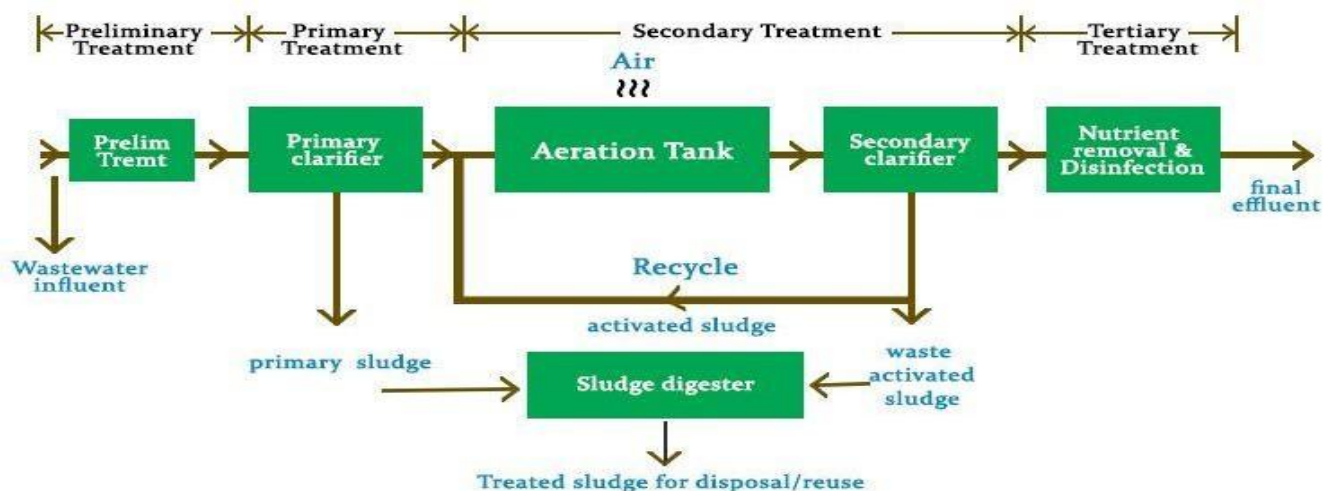 Preliminary
Treatment
Primary
Treatment
Secondary Treatment
Tertiary
Treatment
Air
Prelim
Tremt
Primary
clarifier
Aeration Tank
Secondary
clarifier
Nutrient
removal &
Disinfection
final
effluent
Wastewater
influent
Recycle
activated sludge
primary sludge
Sludge digester
waste
activated
sludge
Treated sludge for disposal/reuse